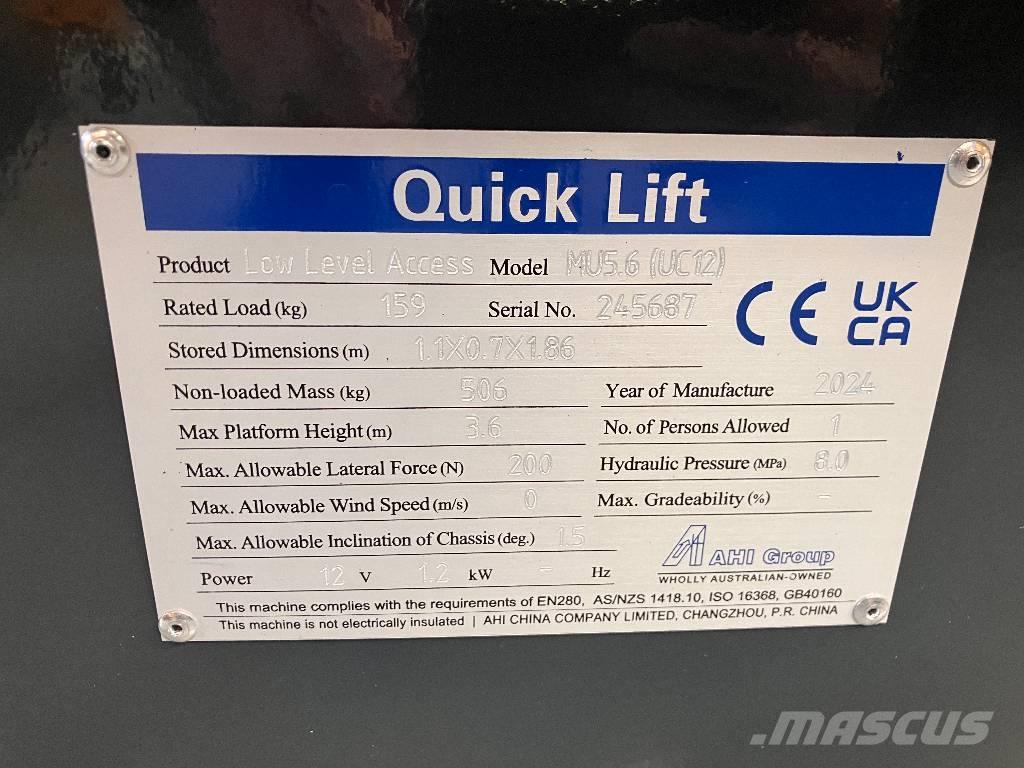 Quick Lift
Product Low Level Access Model MU5.6 (UC12)
Rated Load (kg) 159 Serial No. 245687
CE UK CA
Stored Dimensions (m) 1.1X0.7X1.86
Non-loaded Mass (kg) 506 Year of Manufacture 2024
Max Platform Height (m) 3.6 No. of Persons Allowed 1
Max. Allowable Lateral Force (N) 200 Hydraulic Pressure (MPa) 8.0
Max. Allowable Wind Speed (m/s) 0 Max. Gradeability (%) -
Max. Allowable Inclination of Chassis (deg.) 1.5
AHI Group
WHOLLY AUSTRALIAN-OWNED
Power 12 V 1.2 kW - Hz
This machine complies with the requirements of EN280, AS/NZS 1418.10, ISO 16368, GB40160
This machine is not electrically insulated | AHI CHINA COMPANY LIMITED, CHANGZHOU, P.R. CHINA
MASCUS